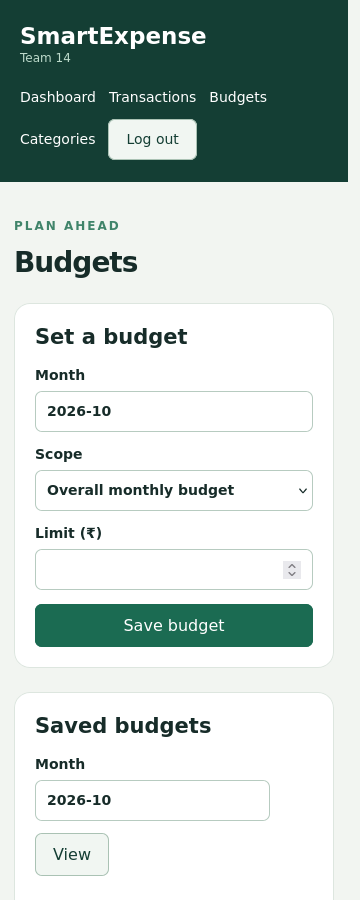 SmartExpense
Team 14
Dashboard Transactions Budgets
Categories Log out
PLAN AHEAD
Budgets
Set a budget
Month
2026-10
Scope
Overall monthly budget
Limit (₹)
Save budget
Saved budgets
Month
2026-10
View